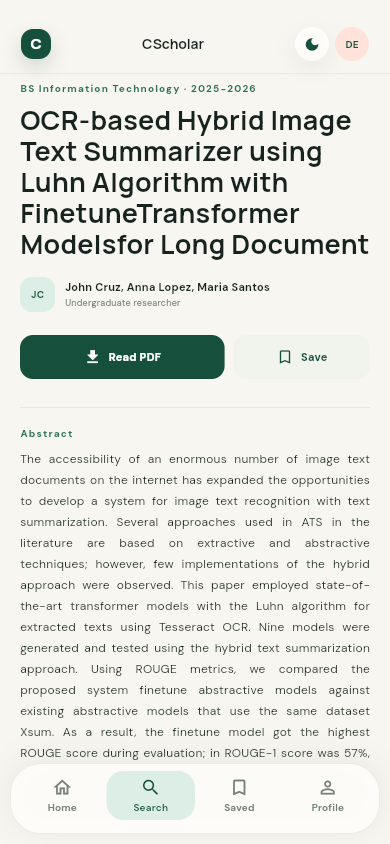 C
CScholar
DE
BS Information Technology · 2025-2026
OCR-based Hybrid Image
Text Summarizer using
Luhn Algorithm with
FinetuneTransformer
Modelsfor Long Document
JC
John Cruz, Anna Lopez, Maria Santos
Undergraduate researcher
Read PDF
Save
Abstract
The accessibility of an enormous number of image text
documents on the internet has expanded the opportunities
to develop a system for image text recognition with text
summarization. Several approaches used in ATS in the
literature are based on extractive and abstractive
techniques; however, few implementations of the hybrid
approach were observed. This paper employed state-of-
the-art transformer models with the Luhn algorithm for
extracted texts using Tesseract OCR. Nine models were
generated and tested using the hybrid text summarization
approach. Using ROUGE metrics, we compared the
proposed system finetune abstractive models against
existing abstractive models that use the same dataset
Xsum. As a result, the finetune model got the highest
ROUGE score during evaluation; in ROUGE-1 score was 57%,
Home
Search
Saved
Profile